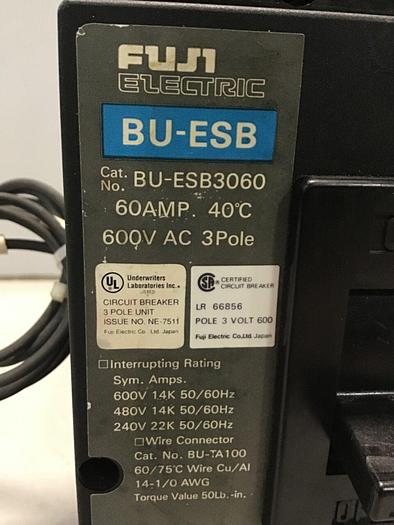 FUJI
ELECTRIC
BU-ESB
Cat. No. BU-ESB3060
60AMP. 40℃
600V AC 3Pole
UL Underwriters Laboratories Inc.
CIRCUIT BREAKER
3 POLE UNIT
ISSUE NO. NE-7511
Fuji Electric Co. Ltd. Japan
SA CERTIFIED CIRCUIT BREAKER
LR 66856
POLE 3 VOLT 600
Fuji Electric Co,Ltd. Japan
□Interrupting Rating
Sym. Amps.
600V 14K 50/60Hz
480V 14K 50/60Hz
240V 22K 50/60Hz
□Wire Connector
Cat. No. BU-TA100
60/75℃ Wire Cu/Al
14-1/0 AWG
Torque Value 50Lb.-in.